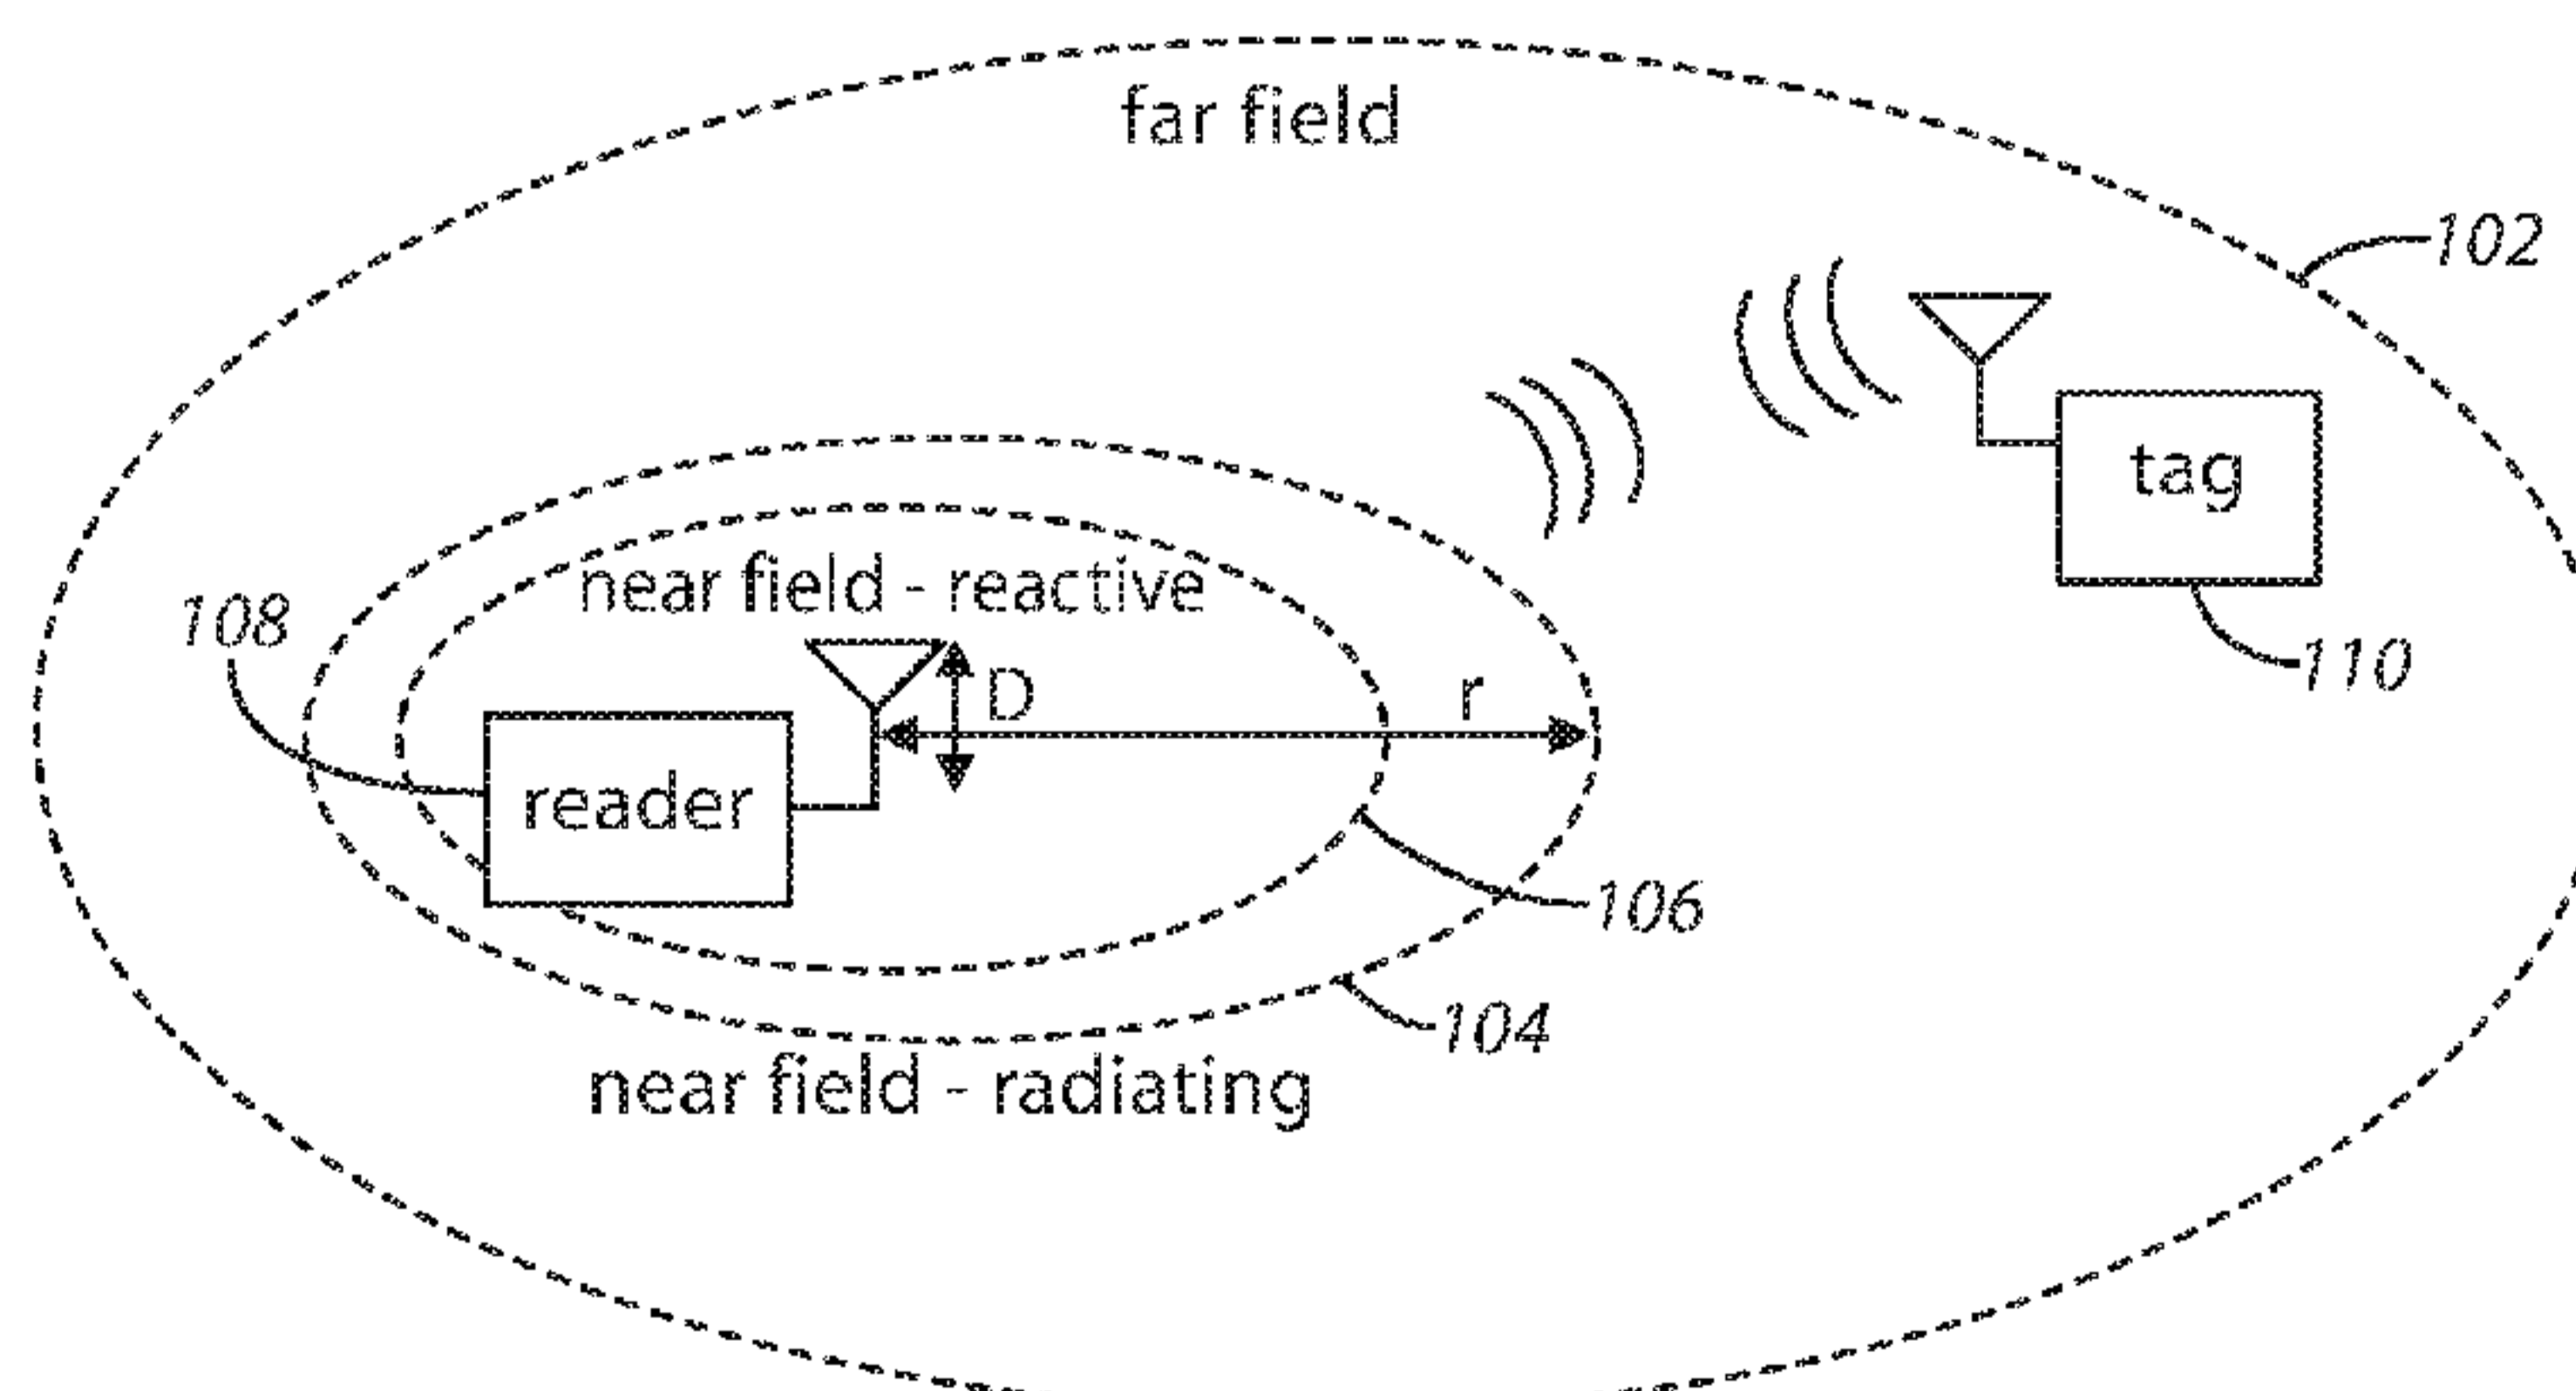 far field
102
near field - reactive
108
D
r
tag
110
reader
106
104
near field - radiating